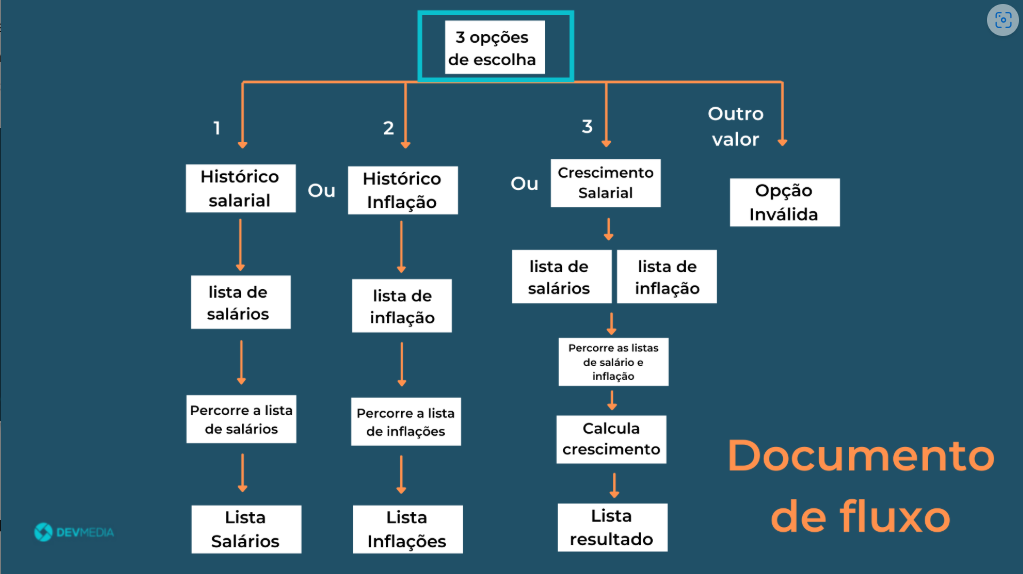 3 opções
de escolha
1
2
3
Outro
valor
Histórico
salarial
Ou
Histórico
Inflação
Ou
Crescimento
Salarial
Opção
Inválida
lista de
salários
lista de
inflação
lista de
salários
lista de
inflação
Percorre a lista
de salários
Percorre a lista
de inflações
Percorre as listas
de salário e
inflação
Calcula
crescimento
Lista
Salários
Lista
Inflações
Lista
resultado
Documento
de fluxo
DEVMEDIA